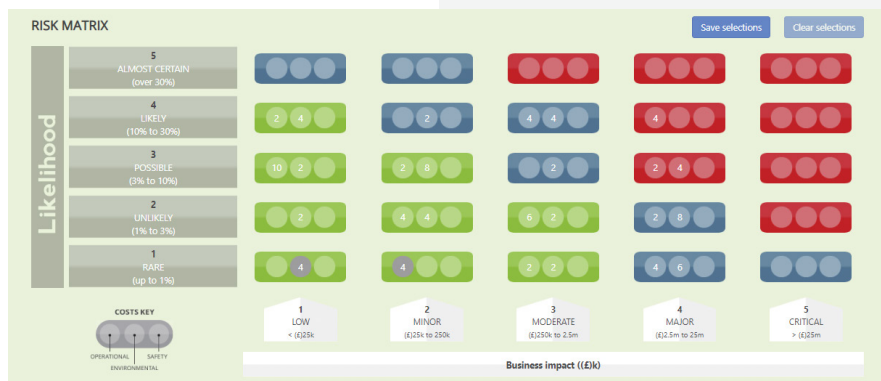 RISK MATRIX
Save selections
Clear selections
Likelihood
5
ALMOST CERTAIN
(over 30%)
4
LIKELY
(10% to 30%)
2 4
2
4 4
4
3
POSSIBLE
(3% to 10%)
10 2
2 8
2
2 4
2
UNLIKELY
(1% to 3%)
2
4 4
6 2
2 8
1
RARE
(up to 1%)
4
4
2 2
4 6
COSTS KEY
OPERATIONAL
SAFETY
ENVIRONMENTAL
1
LOW
< (£)25k
2
MINOR
(£)25k to 250k
3
MODERATE
(£)250k to 2.5m
4
MAJOR
(£)2.5m to 25m
5
CRITICAL
> (£)25m
Business impact ((£)k)